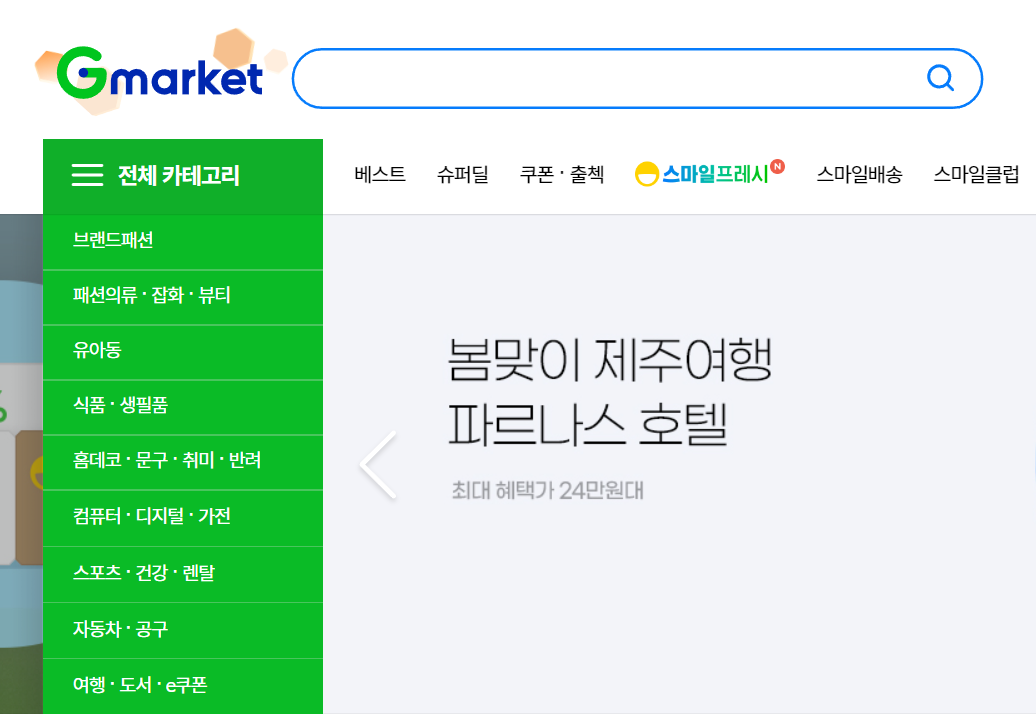 Gmarket
전체 카테고리
베스트
슈퍼딜
쿠폰 · 출첵
스마일프레시 N
스마일배송
스마일클럽
브랜드패션
패션의류 · 잡화 · 뷰티
유아동
식품 · 생필품
홈데코 · 문구 · 취미 · 반려
컴퓨터 · 디지털 · 가전
스포츠 · 건강 · 렌탈
자동차 · 공구
여행 · 도서 · e쿠폰
봄맞이 제주여행
파르나스 호텔
최대 혜택가 24만원대